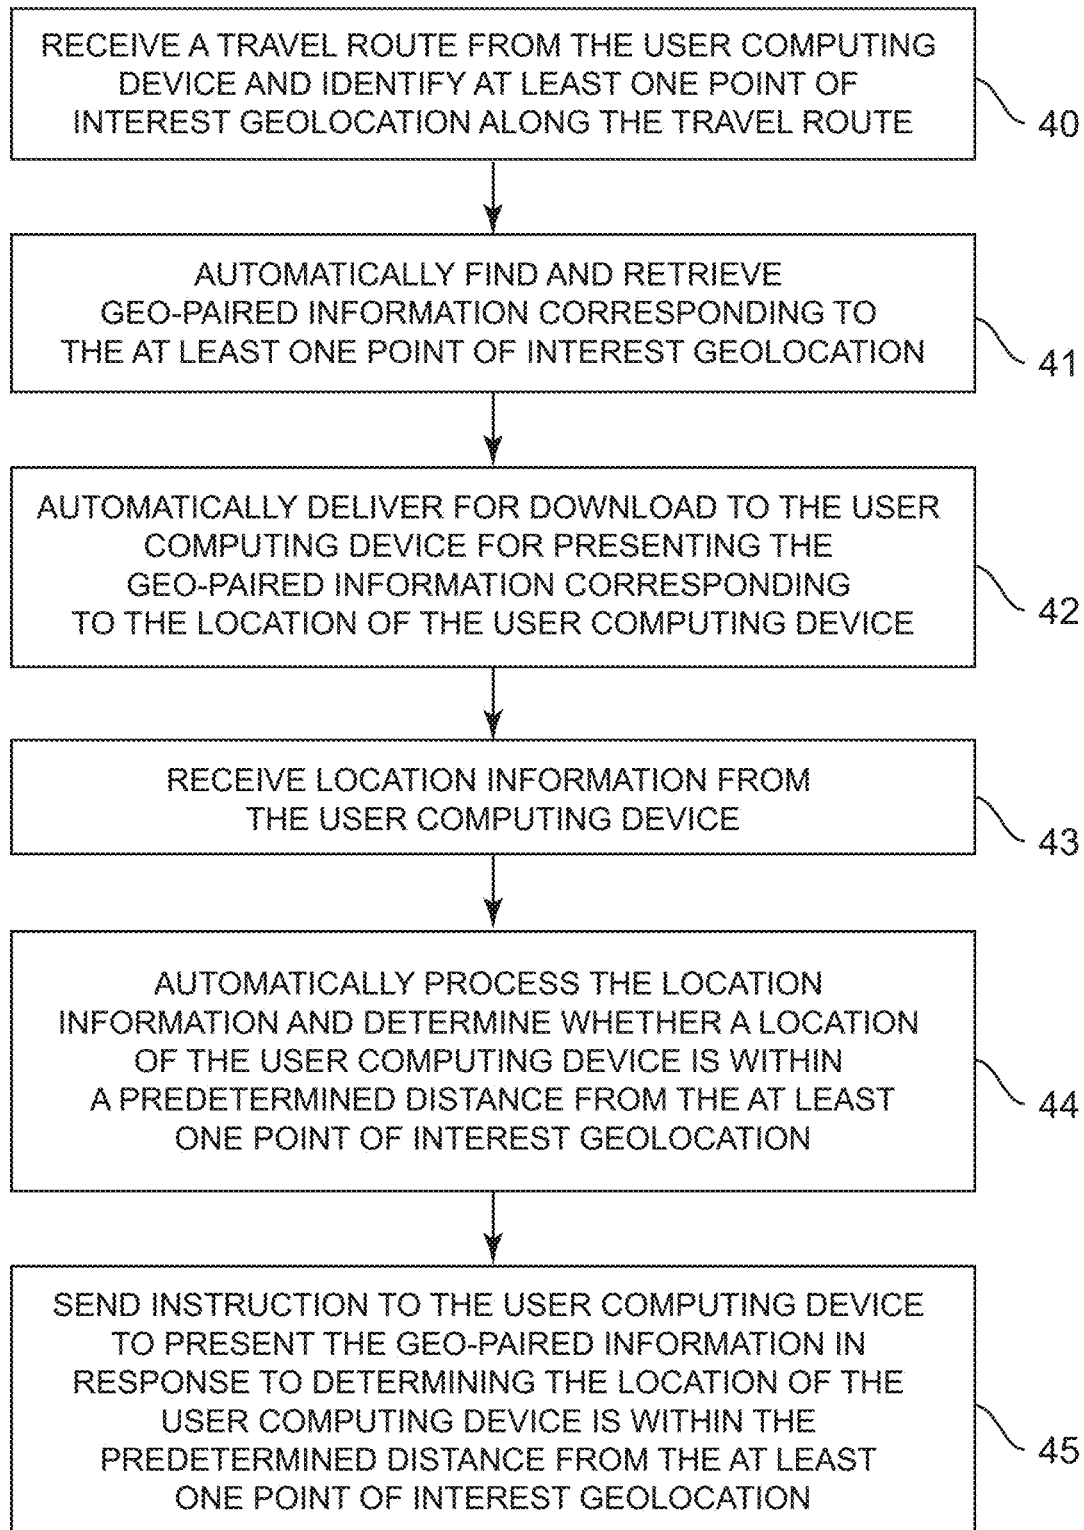 RECEIVE A TRAVEL ROUTE FROM THE USER COMPUTING
DEVICE AND IDENTIFY AT LEAST ONE POINT OF
INTEREST GEOLOCATION ALONG THE TRAVEL ROUTE
40
AUTOMATICALLY FIND AND RETRIEVE
GEO-PAIRED INFORMATION CORRESPONDING TO
THE AT LEAST ONE POINT OF INTEREST GEOLOCATION
41
AUTOMATICALLY DELIVER FOR DOWNLOAD TO THE USER
COMPUTING DEVICE FOR PRESENTING THE
GEO-PAIRED INFORMATION CORRESPONDING
TO THE LOCATION OF THE USER COMPUTING DEVICE
42
RECEIVE LOCATION INFORMATION FROM
THE USER COMPUTING DEVICE
43
AUTOMATICALLY PROCESS THE LOCATION
INFORMATION AND DETERMINE WHETHER A LOCATION
OF THE USER COMPUTING DEVICE IS WITHIN
A PREDETERMINED DISTANCE FROM THE AT LEAST
ONE POINT OF INTEREST GEOLOCATION
44
SEND INSTRUCTION TO THE USER COMPUTING DEVICE
TO PRESENT THE GEO-PAIRED INFORMATION IN
RESPONSE TO DETERMINING THE LOCATION OF THE
USER COMPUTING DEVICE IS WITHIN THE
PREDETERMINED DISTANCE FROM THE AT LEAST
ONE POINT OF INTEREST GEOLOCATION
45